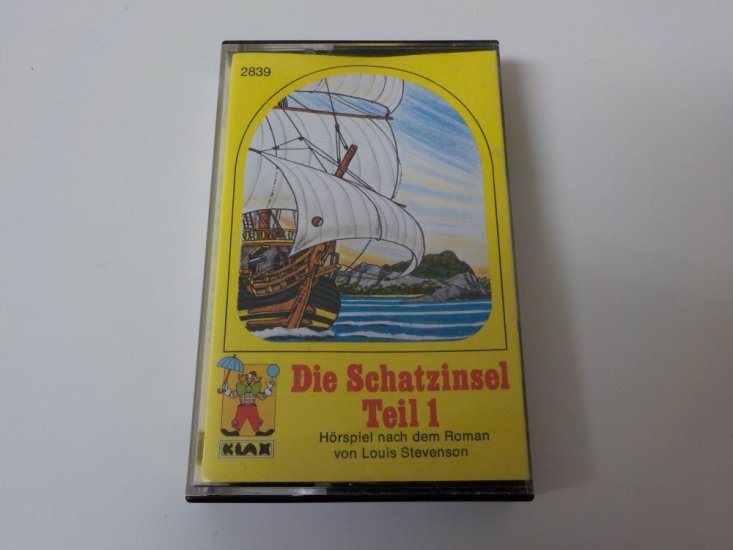 2839
Die Schatzinsel
Teil 1
Hörspiel nach dem Roman
von Louis Stevenson
KLAX